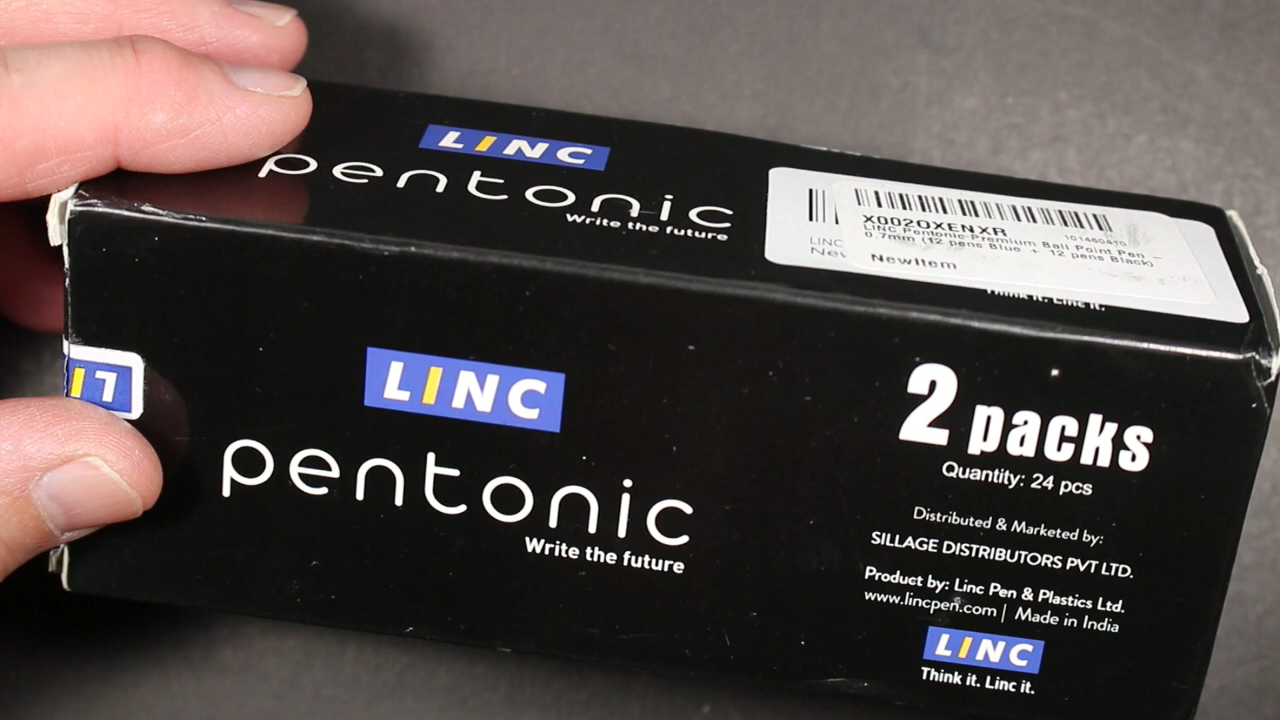 LINC
pentonic
Write the future
X002OXENXR
LINC Pentonic Premium Ball Point Pen -
0.7mm (12 pens Blue + 12 pens Black)
NewItem
LINC
New
Think it. Linc it.
LI
LINC
pentonic
Write the future
2 packs
Quantity: 24 pcs
Distributed & Marketed by:
SILLAGE DISTRIBUTORS PVT LTD.
Product by: Linc Pen & Plastics Ltd.
www.lincpen.com | Made in India
LINC
Think it. Linc it.